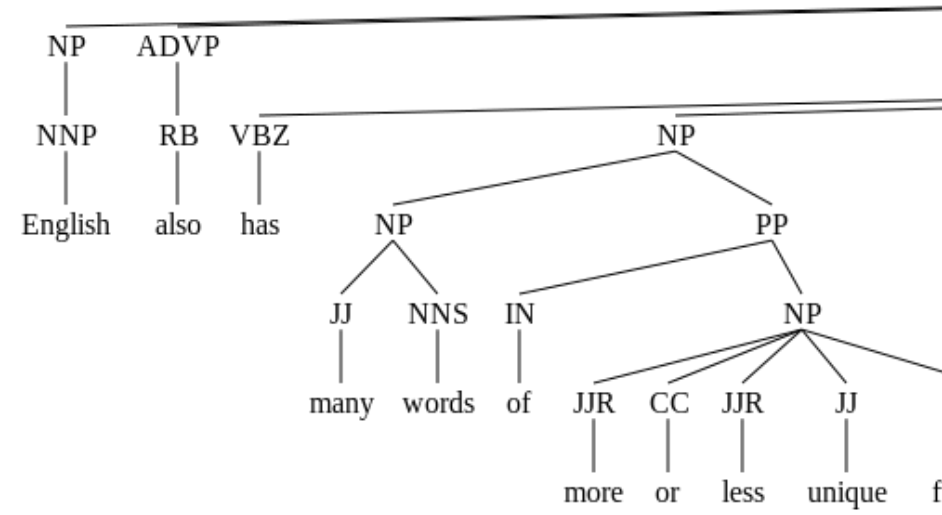 NP ADVP
NNP RB VBZ NP
English also has NP PP
JJ NNS IN NP
many words of JJR CC JJR JJ
more or less unique